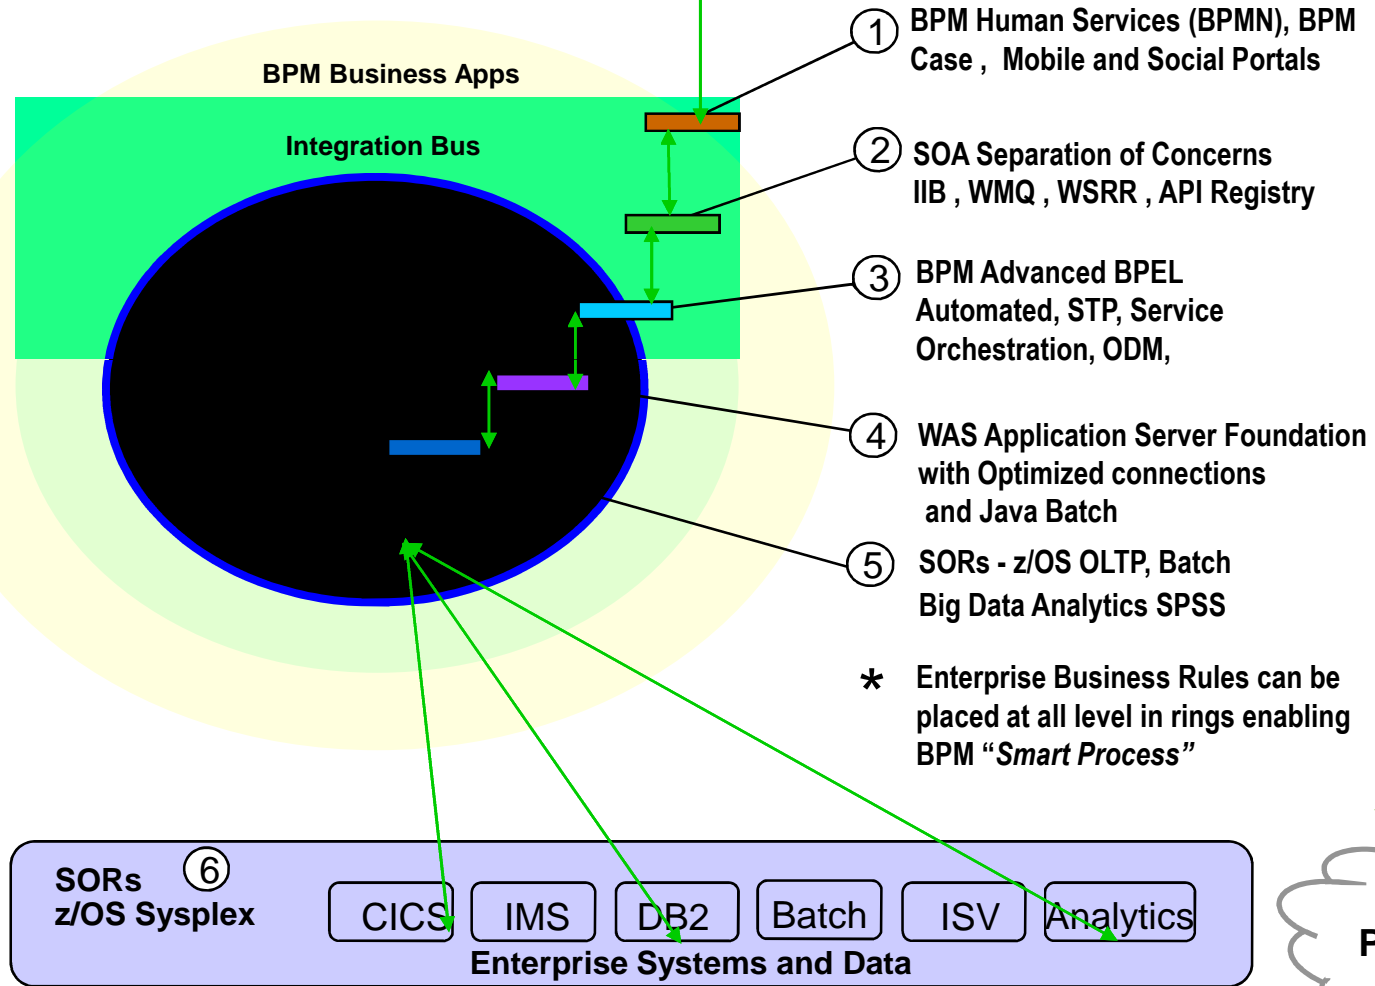 BPM Business Apps
Integration Bus
1 BPM Human Services (BPMN), BPM
Case , Mobile and Social Portals
2 SOA Separation of Concerns
IIB , WMQ , WSRR , API Registry
3 BPM Advanced BPEL
Automated, STP, Service
Orchestration, ODM,
4 WAS Application Server Foundation
with Optimized connections
and Java Batch
5 SORs - z/OS OLTP, Batch
Big Data Analytics SPSS
* Enterprise Business Rules can be
placed at all level in rings enabling
BPM “Smart Process”
SORs 6
z/OS Sysplex
CICS IMS DB2 Batch ISV Analytics
Enterprise Systems and Data
P